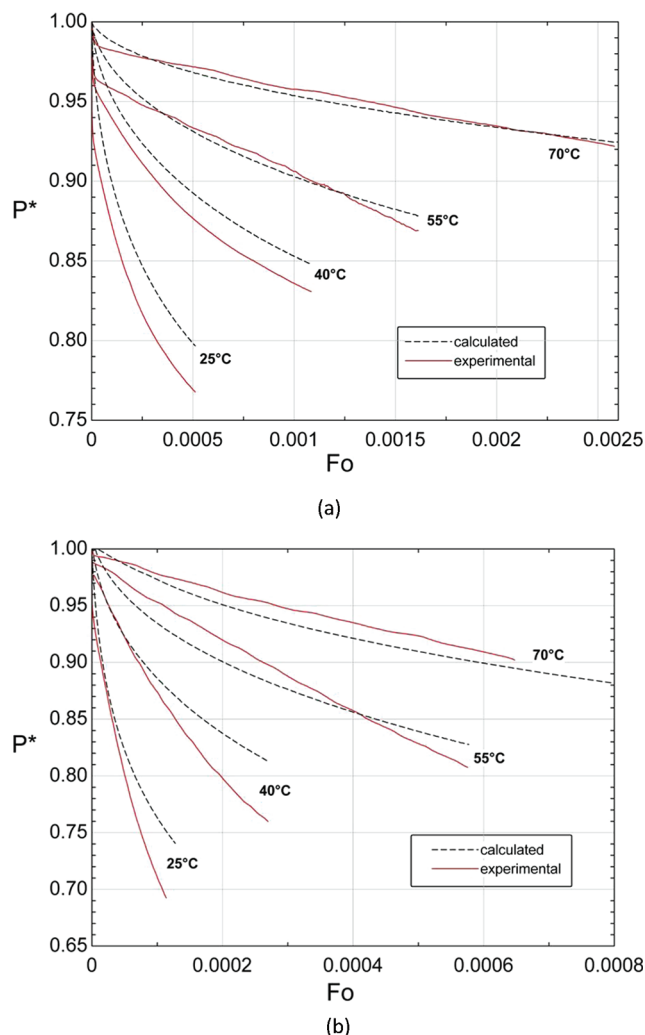 1.00
0.95
0.90
P*
0.85
0.80
0.75
70°C
55°C
40°C
25°C
calculated
experimental
0 0.0005 0.001 0.0015 0.002 0.0025
Fo
(a)
1.00
0.95
0.90
0.85
P*
0.80
0.75
0.70
0.65
70°C
55°C
40°C
25°C
calculated
experimental
0 0.0002 0.0004 0.0006 0.0008
Fo
(b)